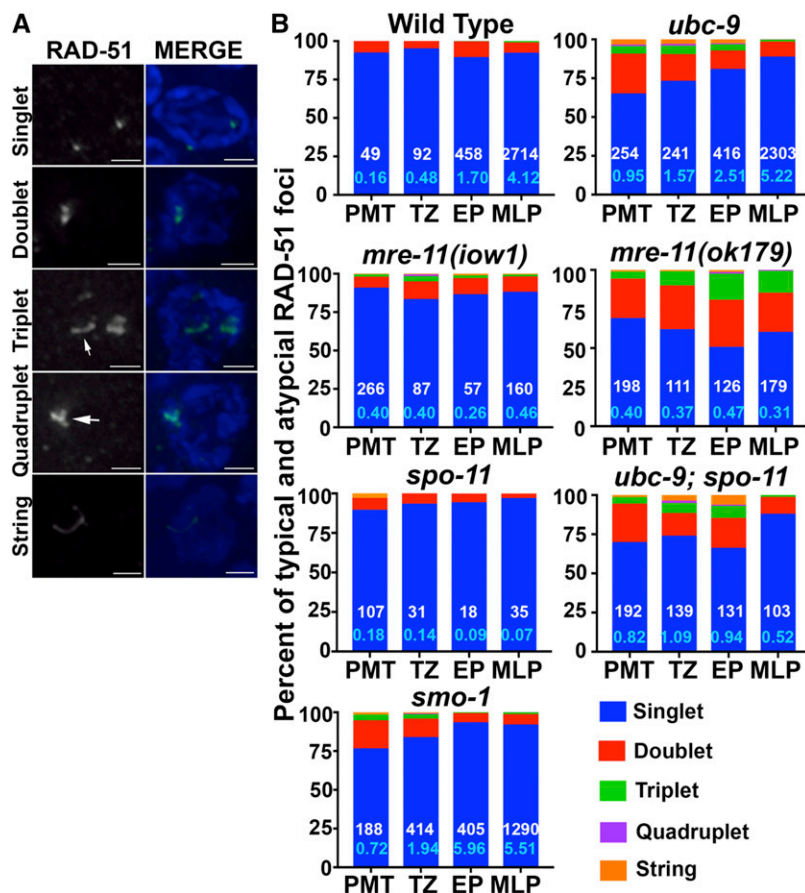 A
RAD-51 MERGE
Singlet
Doublet
Triplet
Quadruplet
String
B
Percent of typical and atypcial RAD-51 foci
Wild Type
100
75
50
25
0
49 92 458 2714
0.16 0.48 1.70 4.12
PMT TZ EP MLP
ubc-9
100
75
50
25
0
254 241 416 2303
0.95 1.57 2.51 5.22
PMT TZ EP MLP
mre-11(iow1)
100
75
50
25
0
266 87 57 160
0.40 0.40 0.26 0.46
PMT TZ EP MLP
mre-11(ok179)
100
75
50
25
0
198 111 126 179
0.40 0.37 0.47 0.31
PMT TZ EP MLP
spo-11
100
75
50
25
0
107 31 18 35
0.18 0.14 0.09 0.07
PMT TZ EP MLP
ubc-9; spo-11
100
75
50
25
0
192 139 131 103
0.82 1.09 0.94 0.52
PMT TZ EP MLP
smo-1
100
75
50
25
0
188 414 405 1290
0.72 1.94 5.96 5.51
PMT TZ EP MLP
Singlet
Doublet
Triplet
Quadruplet
String